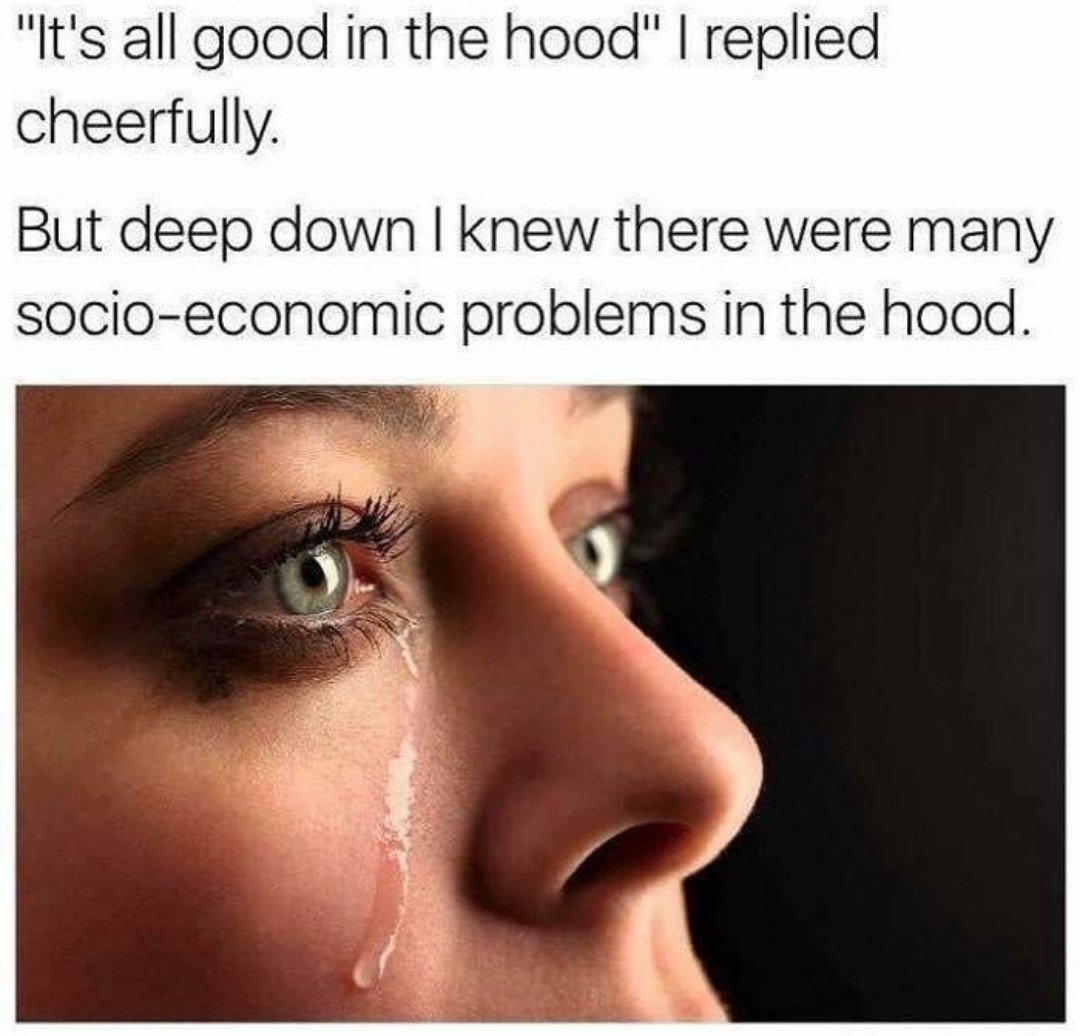 "It's all good in the hood" I replied
cheerfully.
But deep down I knew there were many
socio-economic problems in the hood.